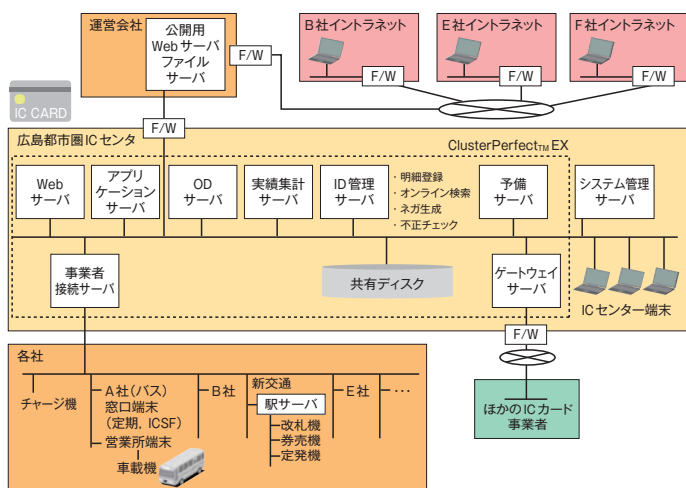 運営会社
公開用
Webサーバ
ファイル
サーバ
F/W
B社イントラネット
F/W
E社イントラネット
F/W
F社イントラネット
F/W
IC CARD
F/W
広島都市圏ICセンタ
ClusterPerfectTM EX
Web
サーバ
アプリ
ケーション
サーバ
OD
サーバ
実績集計
サーバ
ID管理
サーバ
・明細登録
・オンライン検索
・ネガ生成
・不正チェック
予備
サーバ
システム管理
サーバ
事業者
接続サーバ
共有ディスク
ゲートウェイ
サーバ
ICセンター端末
F/W
各社
チャージ機
A社(バス)
窓口端末
(定期,ICSF)
営業所端末
車載機
B社
新交通
駅サーバ
改札機
券売機
定発機
E社
・・・
ほかのICカード
事業者